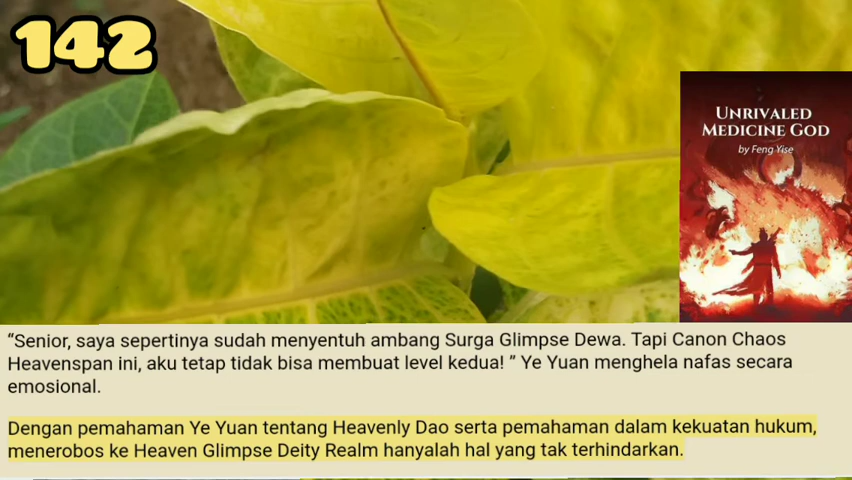 142
UNRIVALED
MEDICINE GOD
by Feng Yise
“Senior, saya sepertinya sudah menyentuh ambang Surga Glimpse Dewa. Tapi Canon Chaos
Heavenspan ini, aku tetap tidak bisa membuat level kedua! ” Ye Yuan menghela nafas secara
emosional.
Dengan pemahaman Ye Yuan tentang Heavenly Dao serta pemahaman dalam kekuatan hukum,
menerobos ke Heaven Glimpse Deity Realm hanyalah hal yang tak terhindarkan.